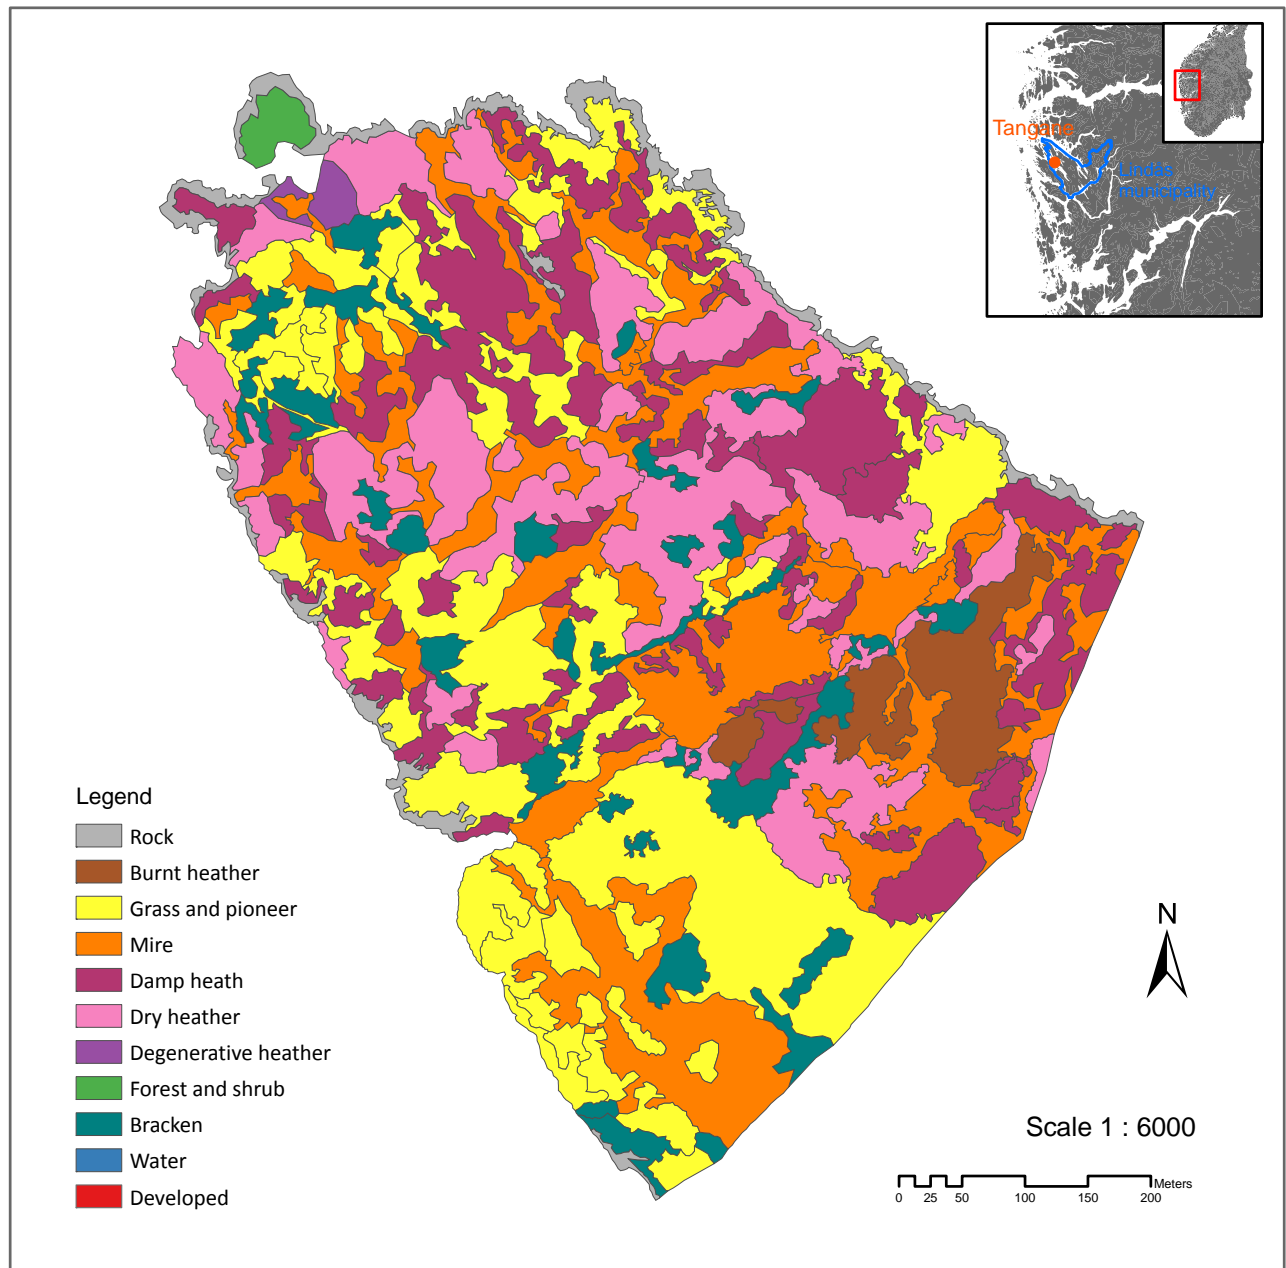 Tangane
Lindås
municipality
Legend
Rock
Burnt heather
Grass and pioneer
Mire
Damp heath
Dry heather
Degenerative heather
Forest and shrub
Bracken
Water
Developed
N
Scale 1 : 6000
Meters
0 25 50 100 150 200